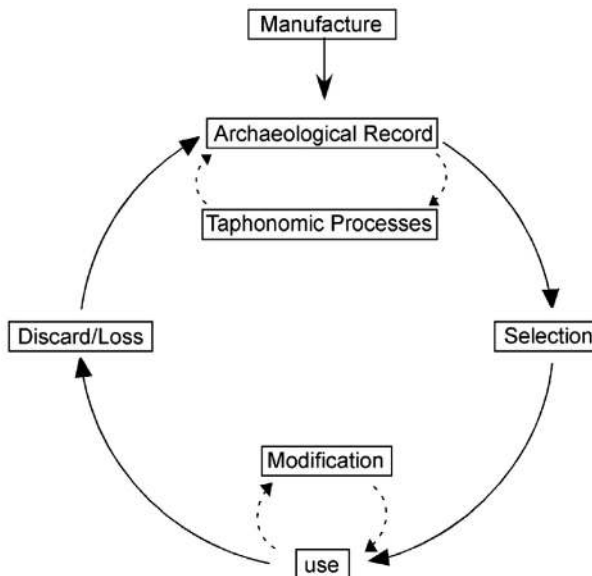 Manufacture
Archaeological Record
Taphonomic Processes
Discard/Loss
Selection
Modification
use